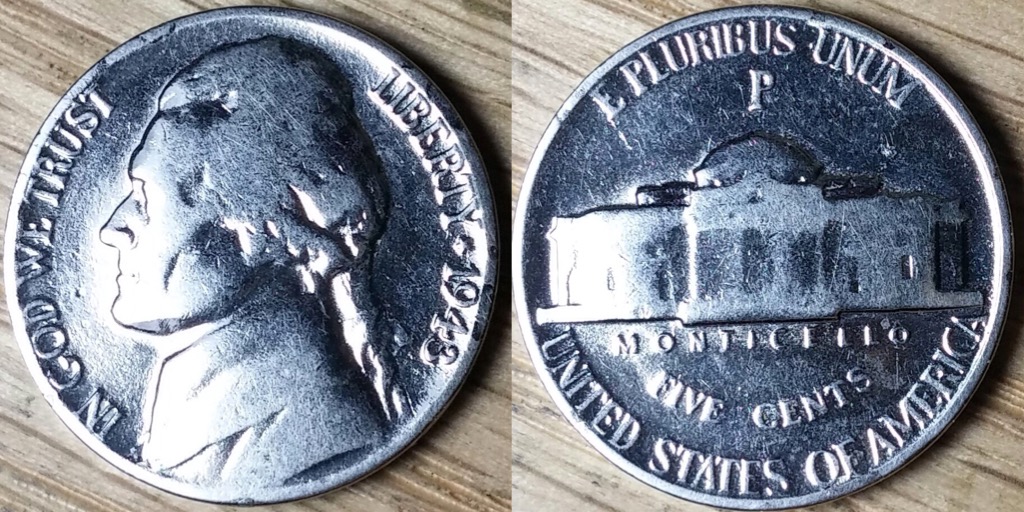 IN GOD WE TRUST
LIBERTY 1943
E PLURIBUS UNUM
P
MONTICELLO
FIVE CENTS
UNITED STATES OF AMERICA